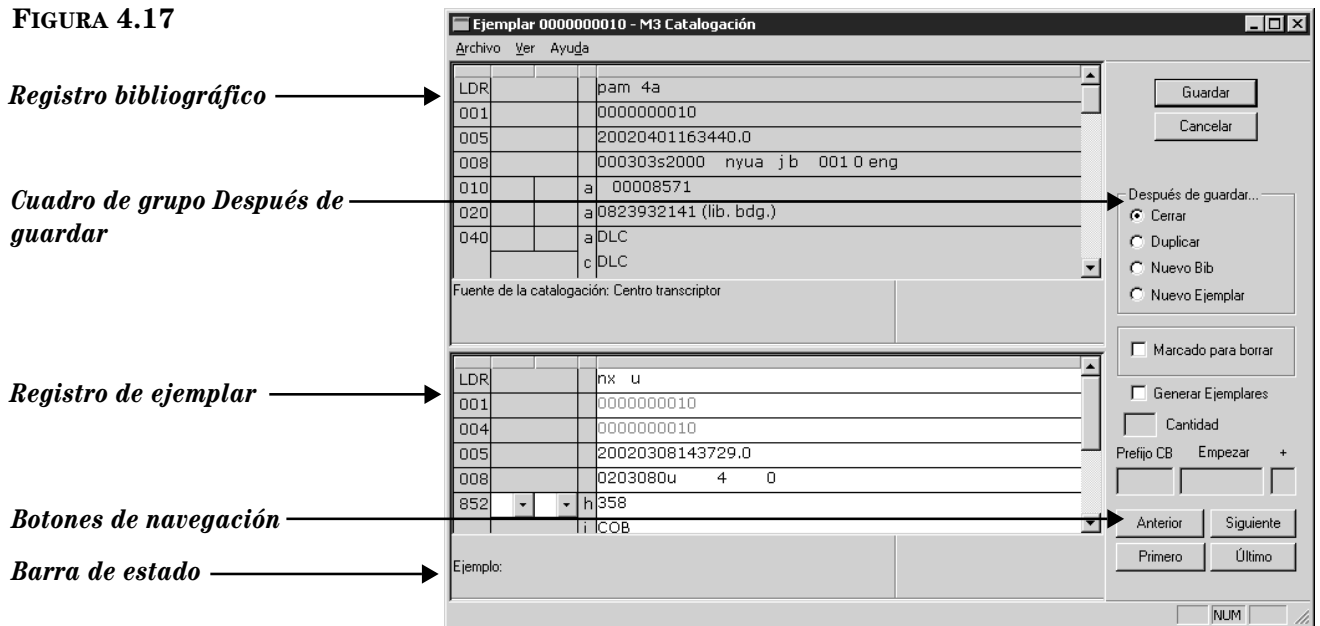 FIGURA 4.17
Ejemplar 0000000010 - M3 Catalogación
Archivo Ver Ayuda
Registro bibliográfico
LDR pam 4a
001 0000000010
005 20020401163440.0
008 000303s2000 nyua j b 001 0 eng
010 a 00008571
020 a 0823932141 (lib. bdg.)
040 a DLC
c DLC
Fuente de la catalogación: Centro transcriptor
Guardar
Cancelar
Cuadro de grupo Después de
guardar
Después de guardar...
Cerrar
Duplicar
Nuevo Bib
Nuevo Ejemplar
Marcado para borrar
Generar Ejemplares
Cantidad
Prefijo CB Empezar +
Registro de ejemplar
LDR nx u
001 0000000010
004 0000000010
005 20020308143729.0
008 0203080u 4 0
852 h 358
i COB
Botones de navegación
Anterior Siguiente
Primero Último
Barra de estado
Ejemplo:
NUM